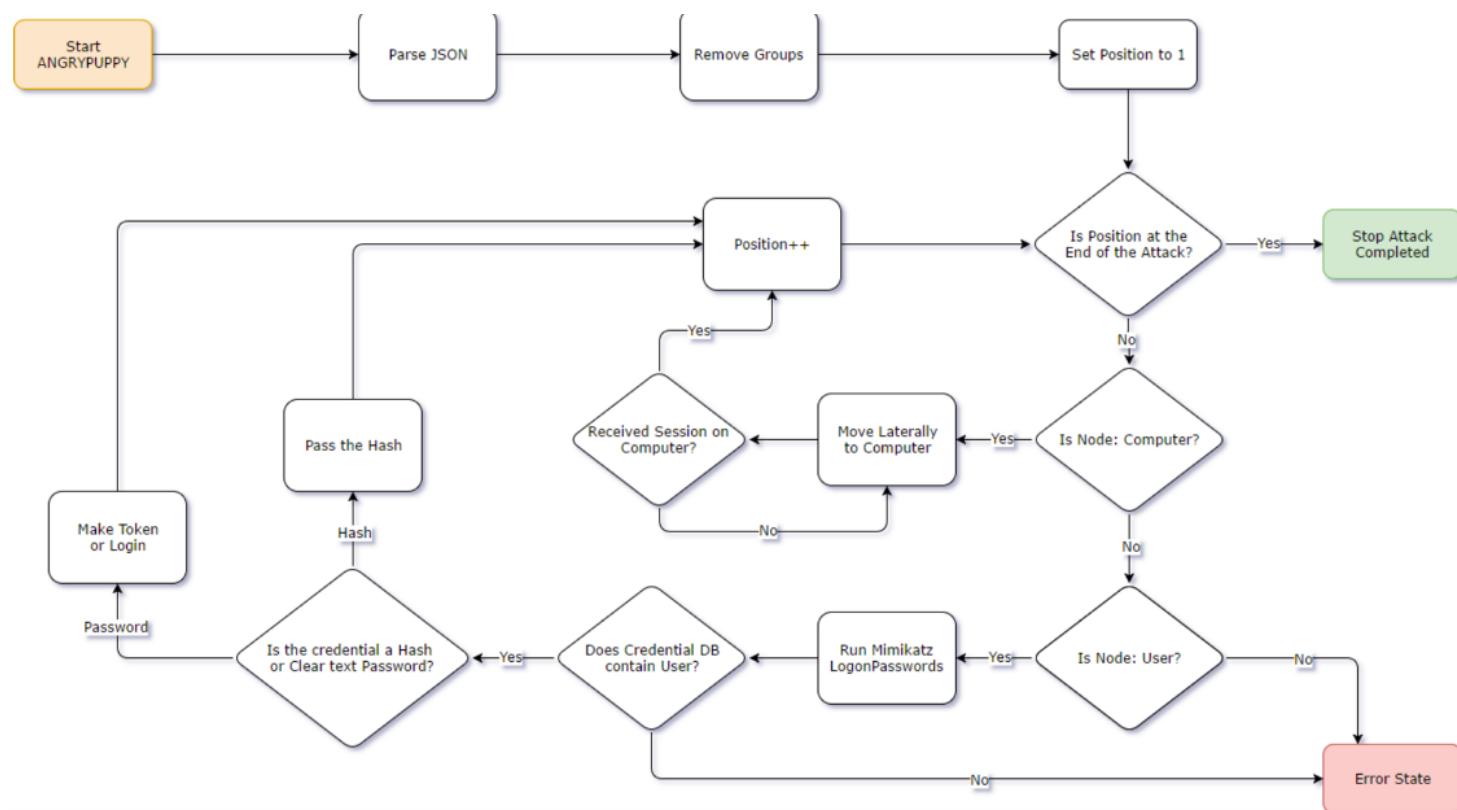 Start
ANGRYPUPPY
Parse JSON
Remove Groups
Set Position to 1
Position++
Is Position at the
End of the Attack?
Yes
Stop Attack
Completed
Yes
No
Pass the Hash
Received Session on
Computer?
Move Laterally
to Computer
Yes
Is Node: Computer?
Make Token
or Login
Hash
No
No
Password
Is the credential a Hash
or Clear text Password?
Yes
Does Credential DB
contain User?
Run Mimikatz
LogonPasswords
Yes
Is Node: User?
No
No
Error State